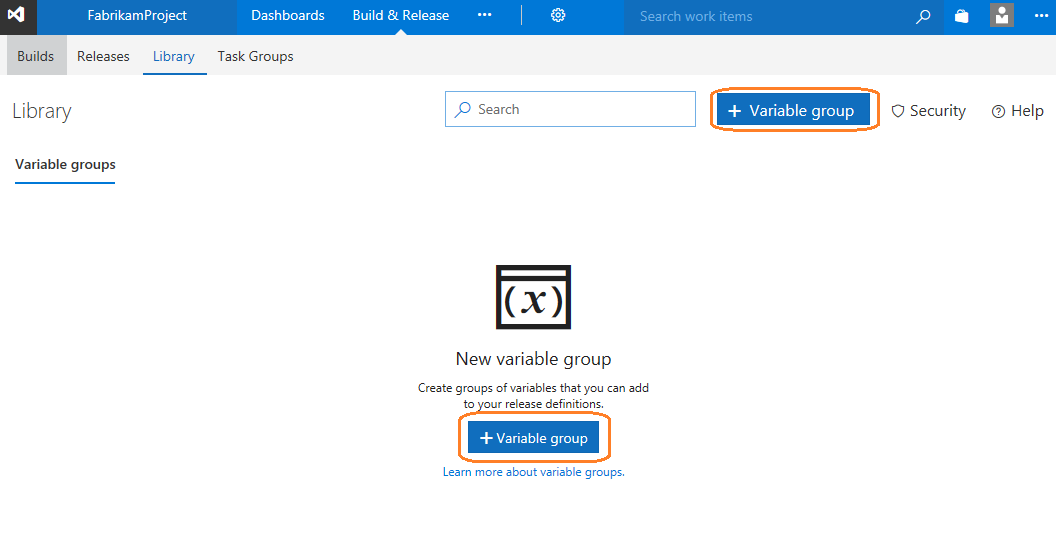 FabrikamProject Dashboards Build & Release ••• Search work items •••
Builds Releases Library Task Groups
Library Search + Variable group Security ? Help
Variable groups
(x)
New variable group
Create groups of variables that you can add
to your release definitions.
+ Variable group
Learn more about variable groups.